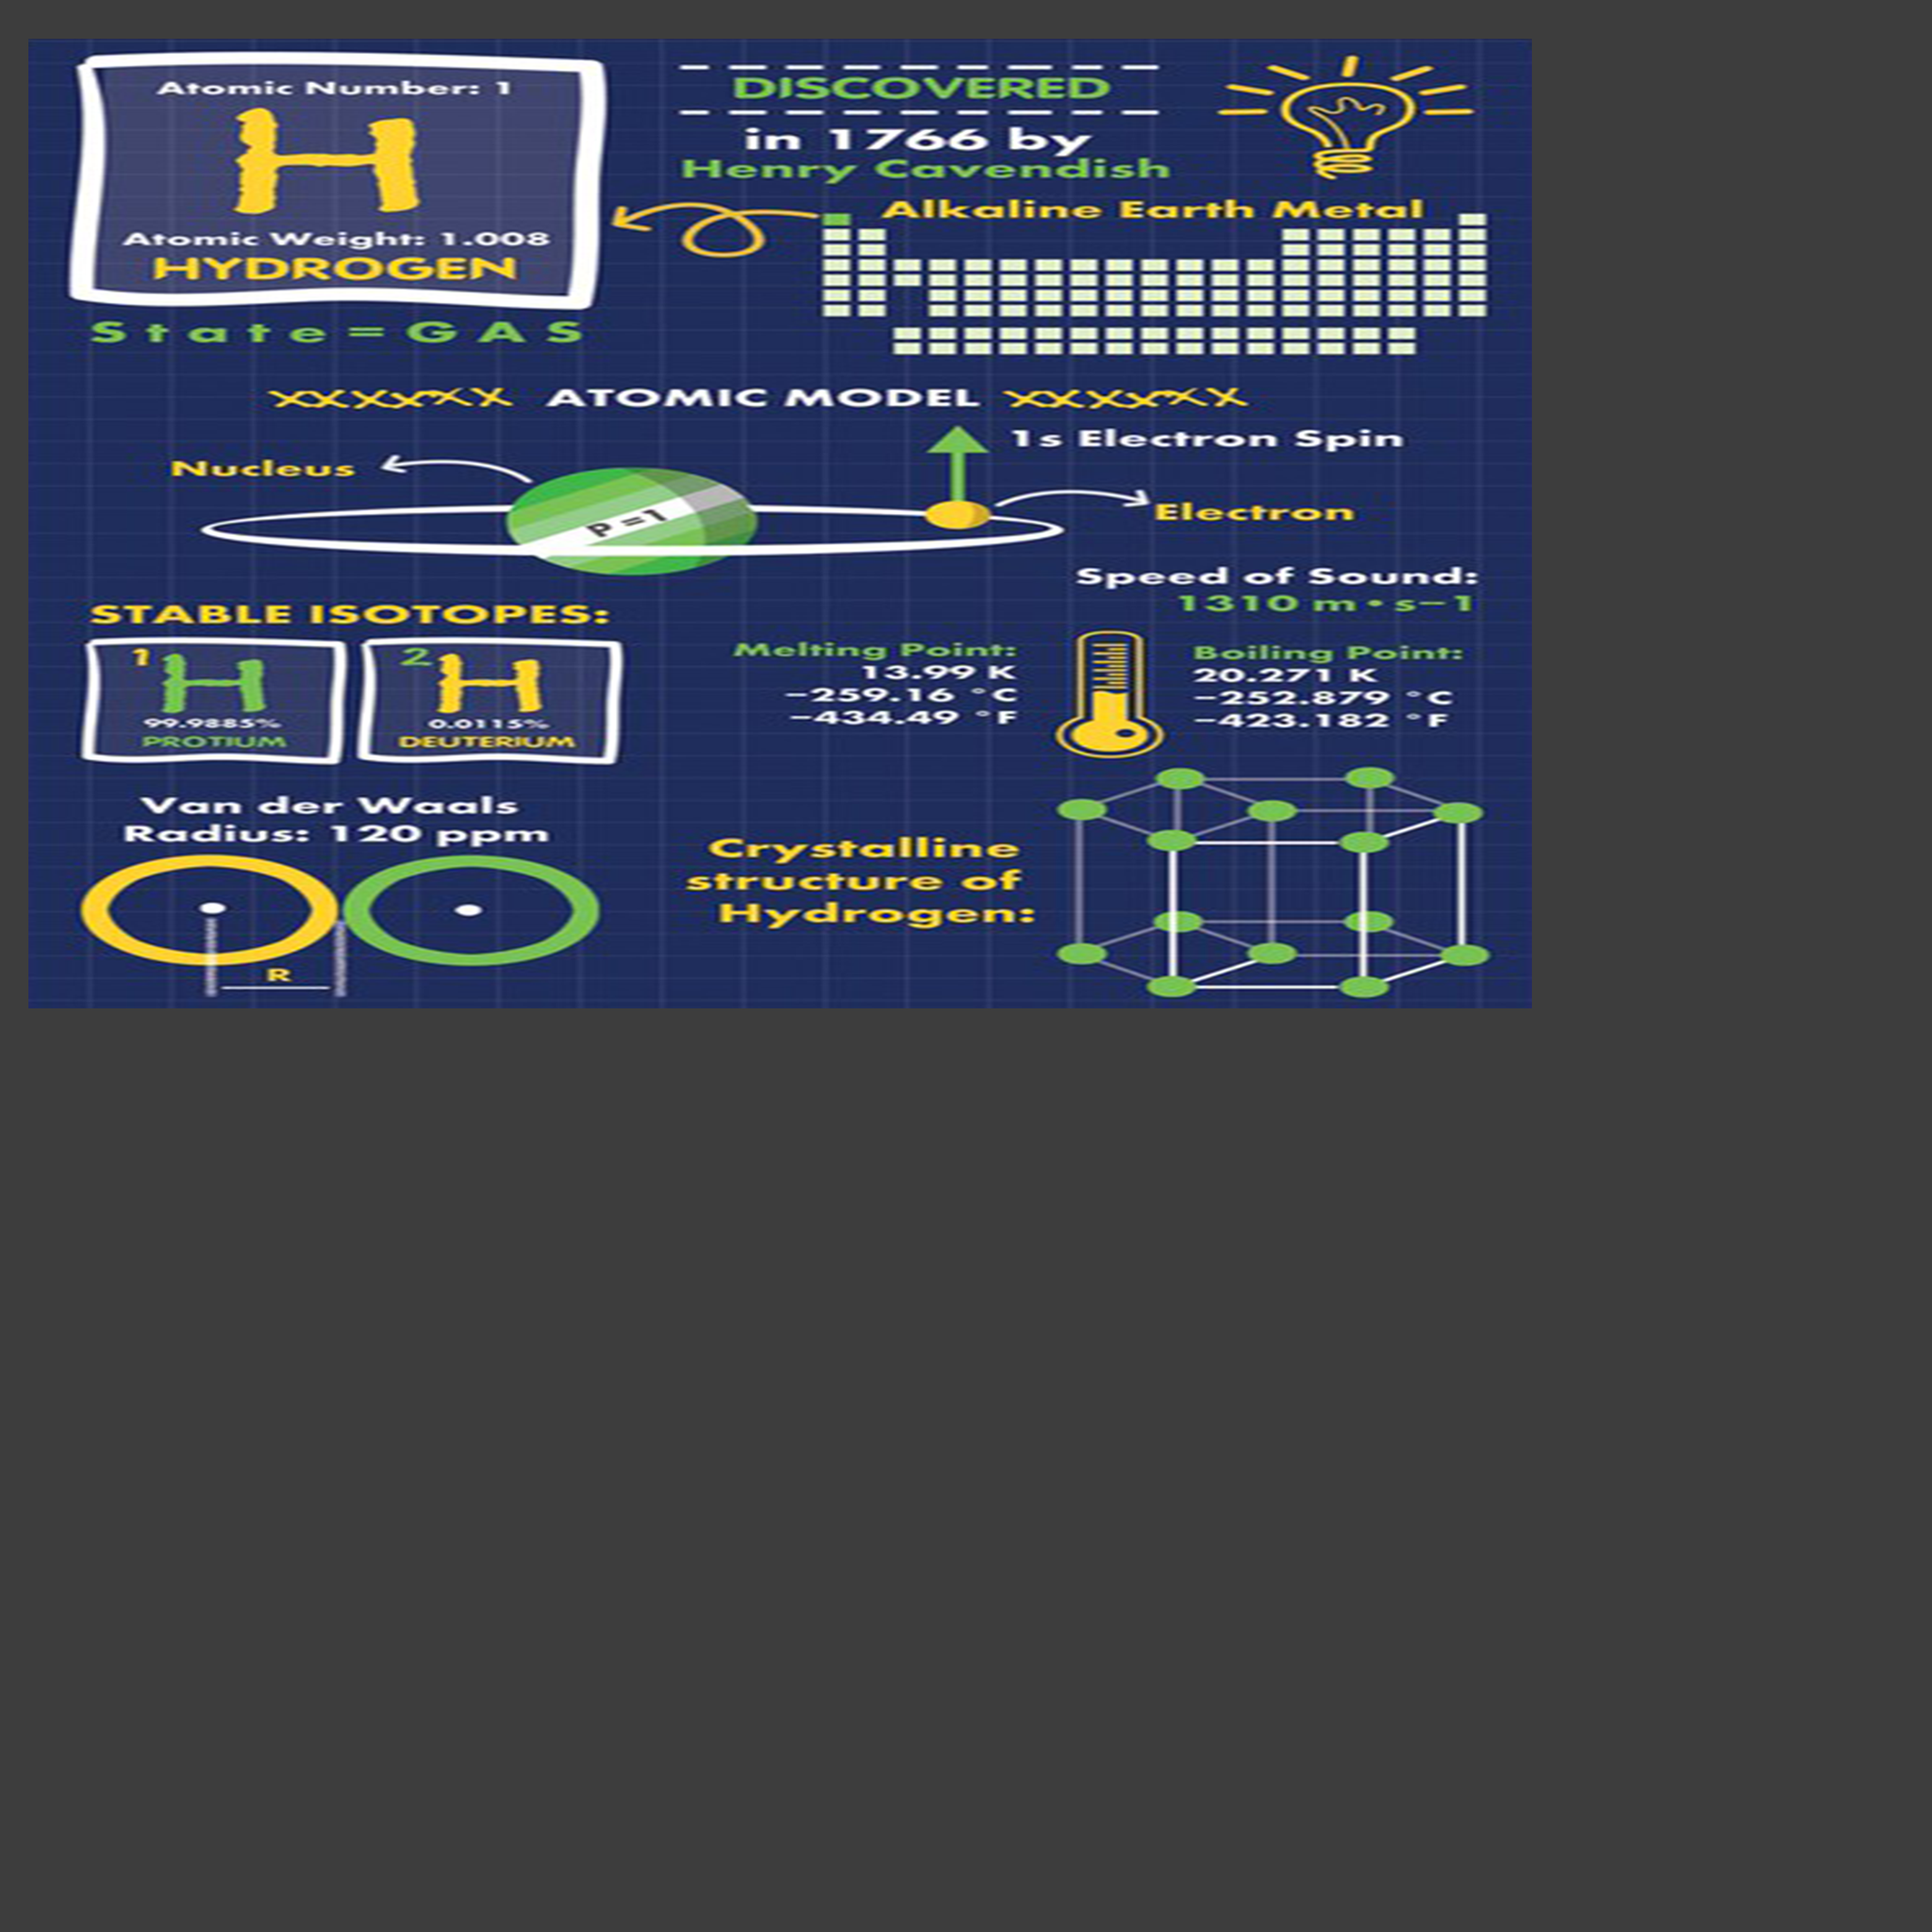 Atomic Number: 1
H
Atomic Weight: 1.008
HYDROGEN
State=GAS
DISCOVERED
in 1766 by
Henry Cavendish
Alkaline Earth Metal
ATOMIC MODEL
1s Electron Spin
Nucleus
P=1
Electron
Speed of Sound:
1310 m•s−1
STABLE ISOTOPES:
1 H
99.9885%
PROTIUM
2 H
0.0115%
DEUTERIUM
Melting Point:
13.99 K
−259.16 °C
−434.49 °F
Boiling Point:
20.271 K
−252.879 °C
−423.182 °F
Van der Waals
Radius: 120 ppm
R
Crystalline
structure of
Hydrogen: